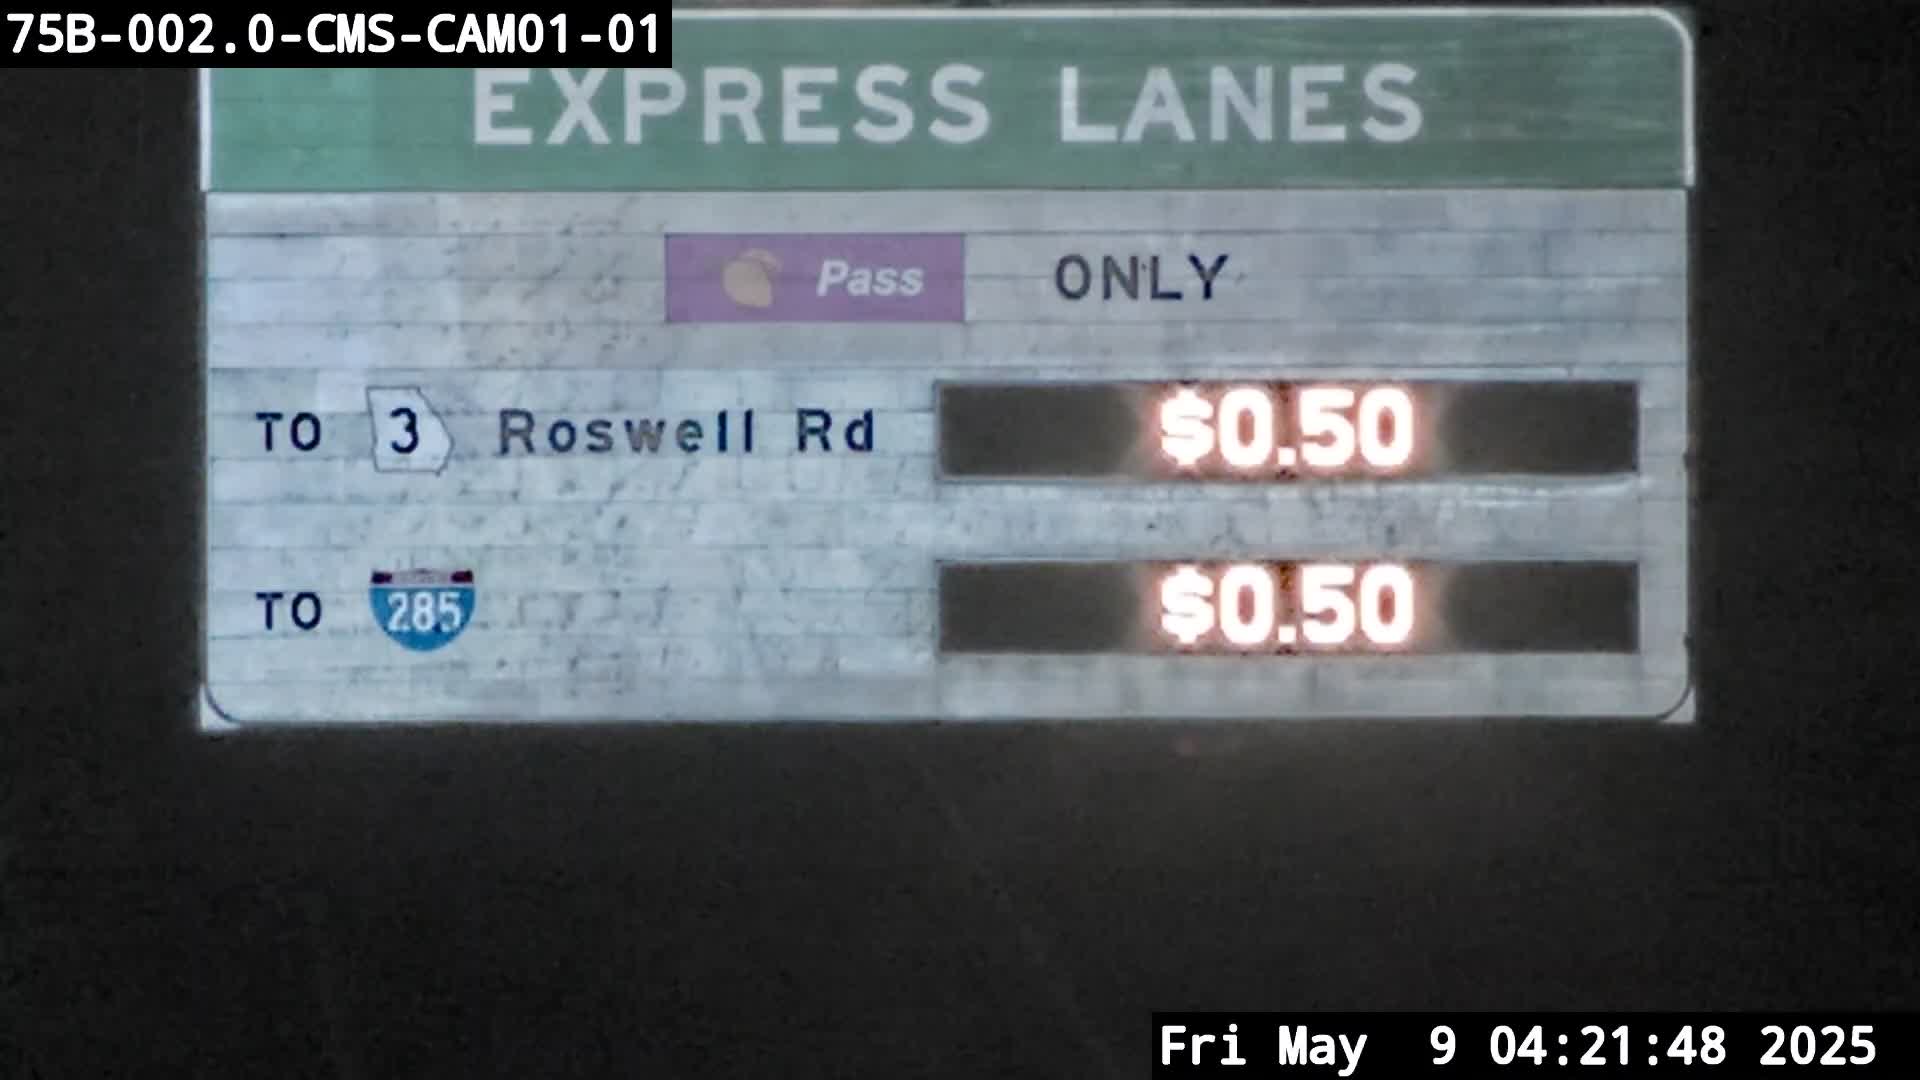 75B-002.0-CMS-CAM01-01
EXPRESS LANES
Pass ONLY
TO 3 Roswell Rd $0.50
TO 285 $0.50
Fri May 9 04:21:48 2025